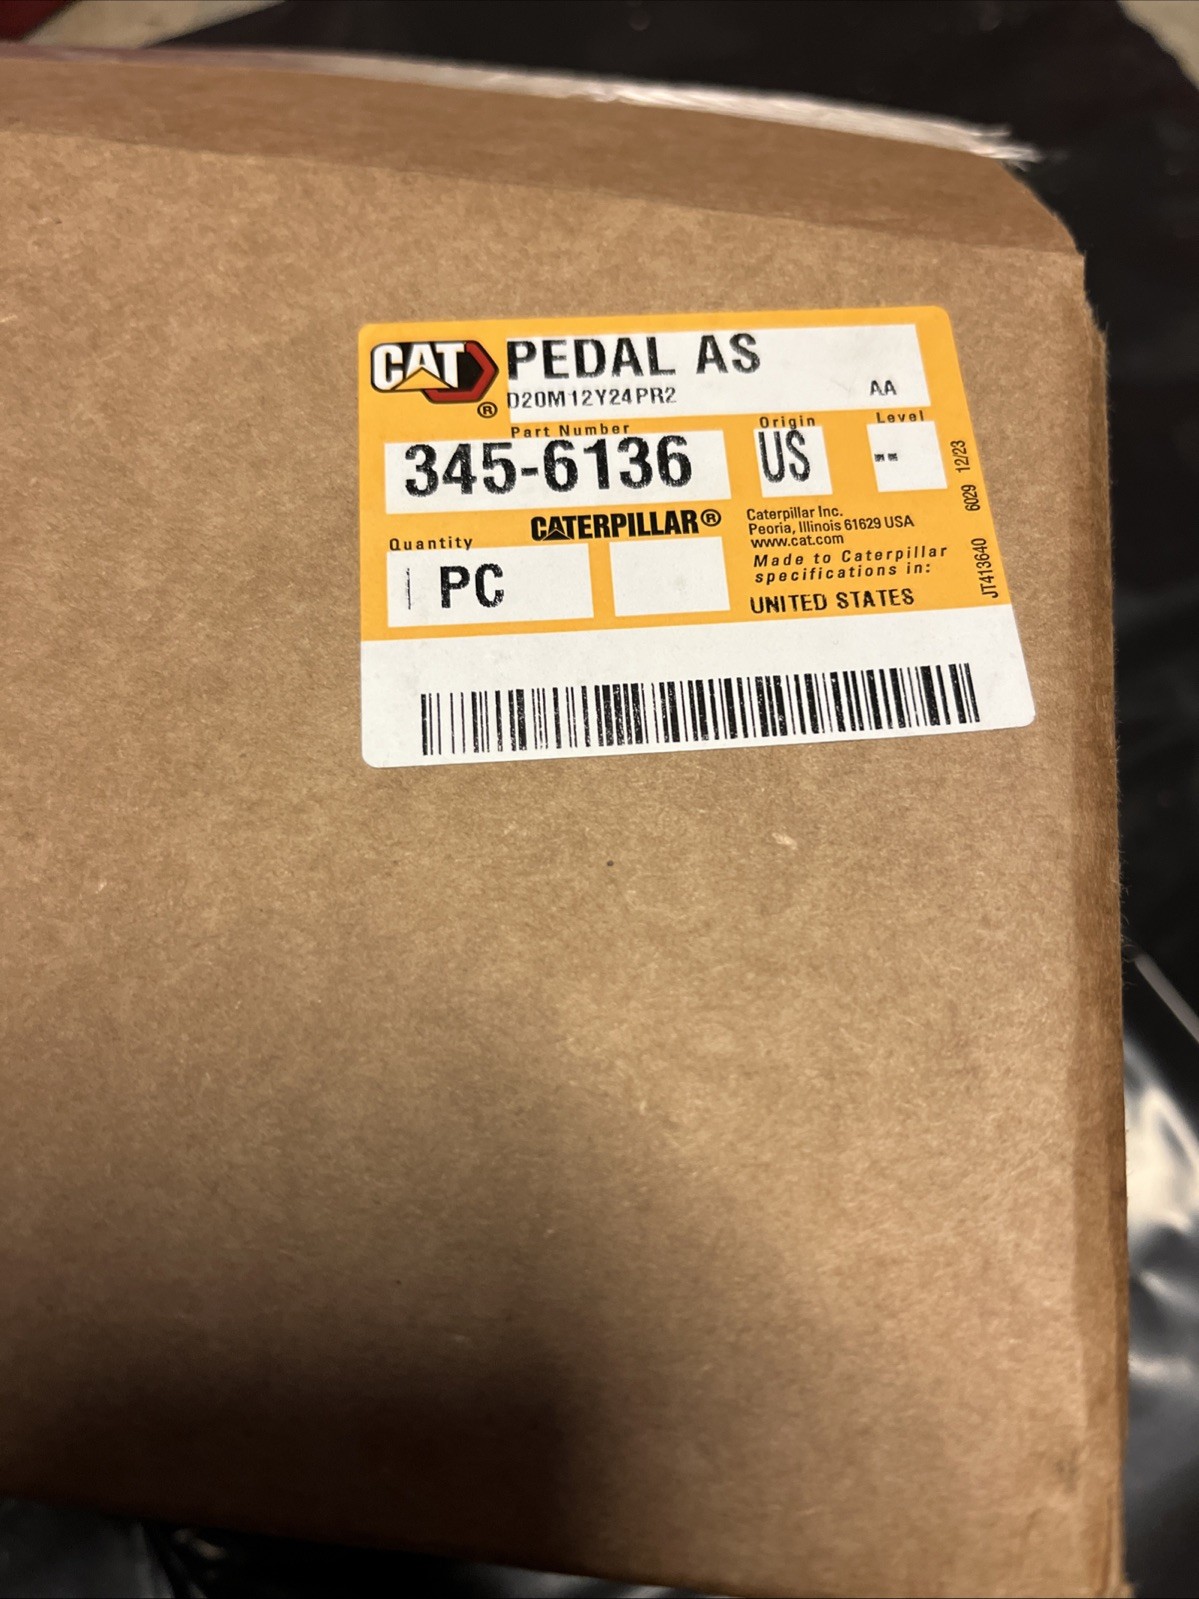 CAT
®
PEDAL AS
D20M12Y24PR2
AA
Part Number
345-6136
Origin
US
Level
--
CATERPILLAR®
Quantity
1 PC
Caterpillar Inc.
Peoria, Illinois 61629 USA
www.cat.com
Made to Caterpillar
specifications in:
UNITED STATES
JT413640 6029 12/23